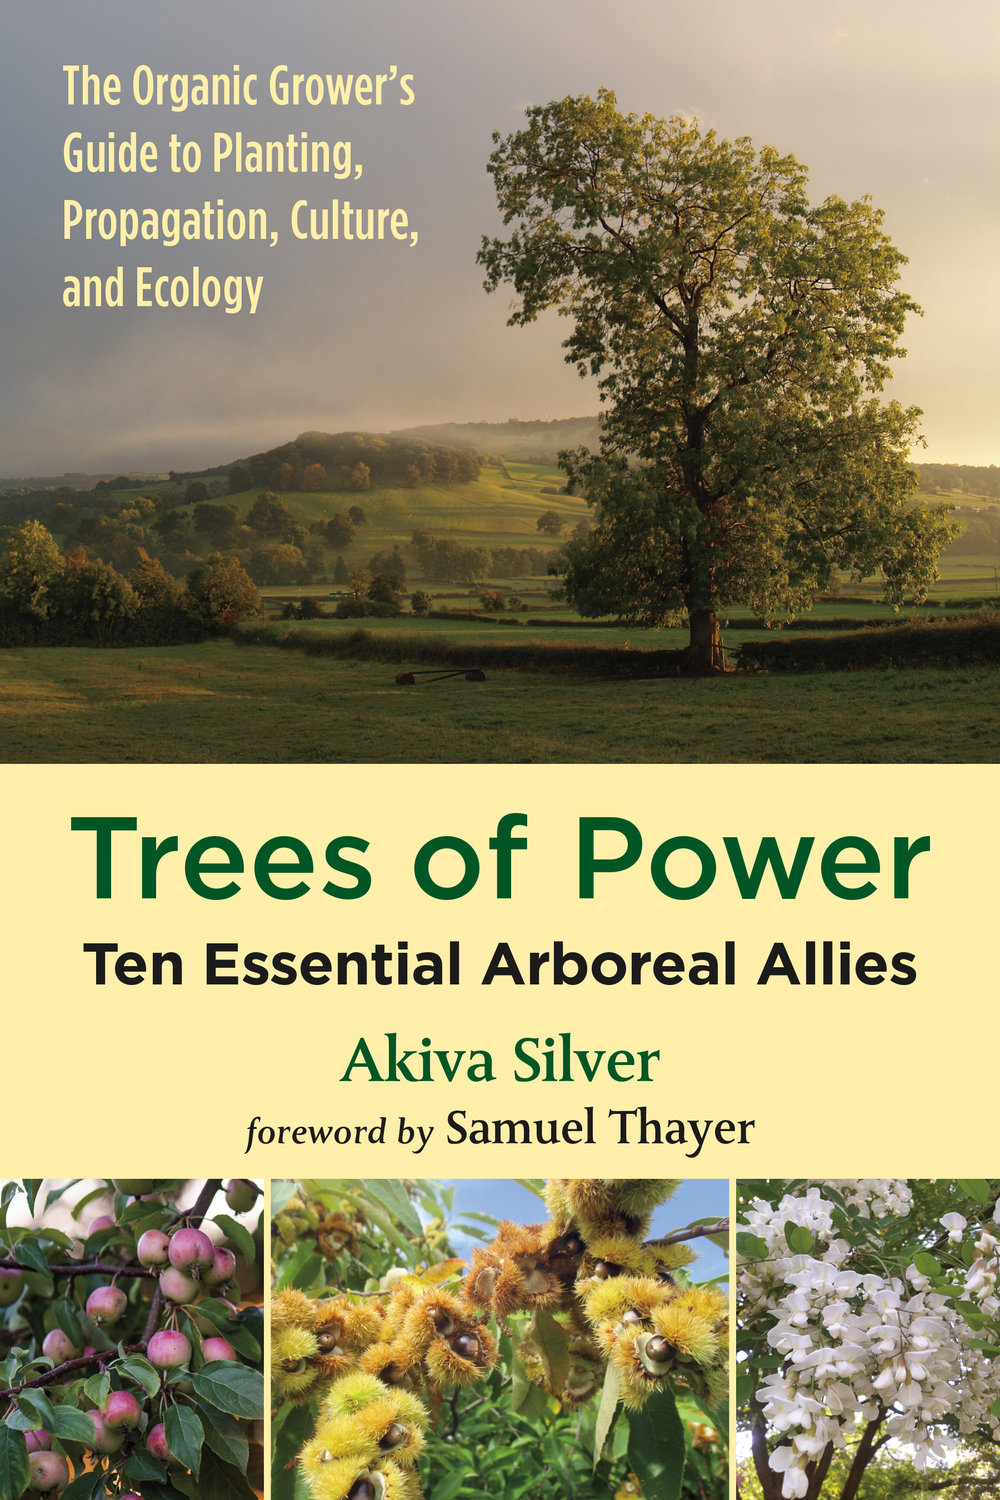 The Organic Grower’s
Guide to Planting,
Propagation, Culture,
and Ecology
Trees of Power
Ten Essential Arboreal Allies
Akiva Silver
foreword by Samuel Thayer